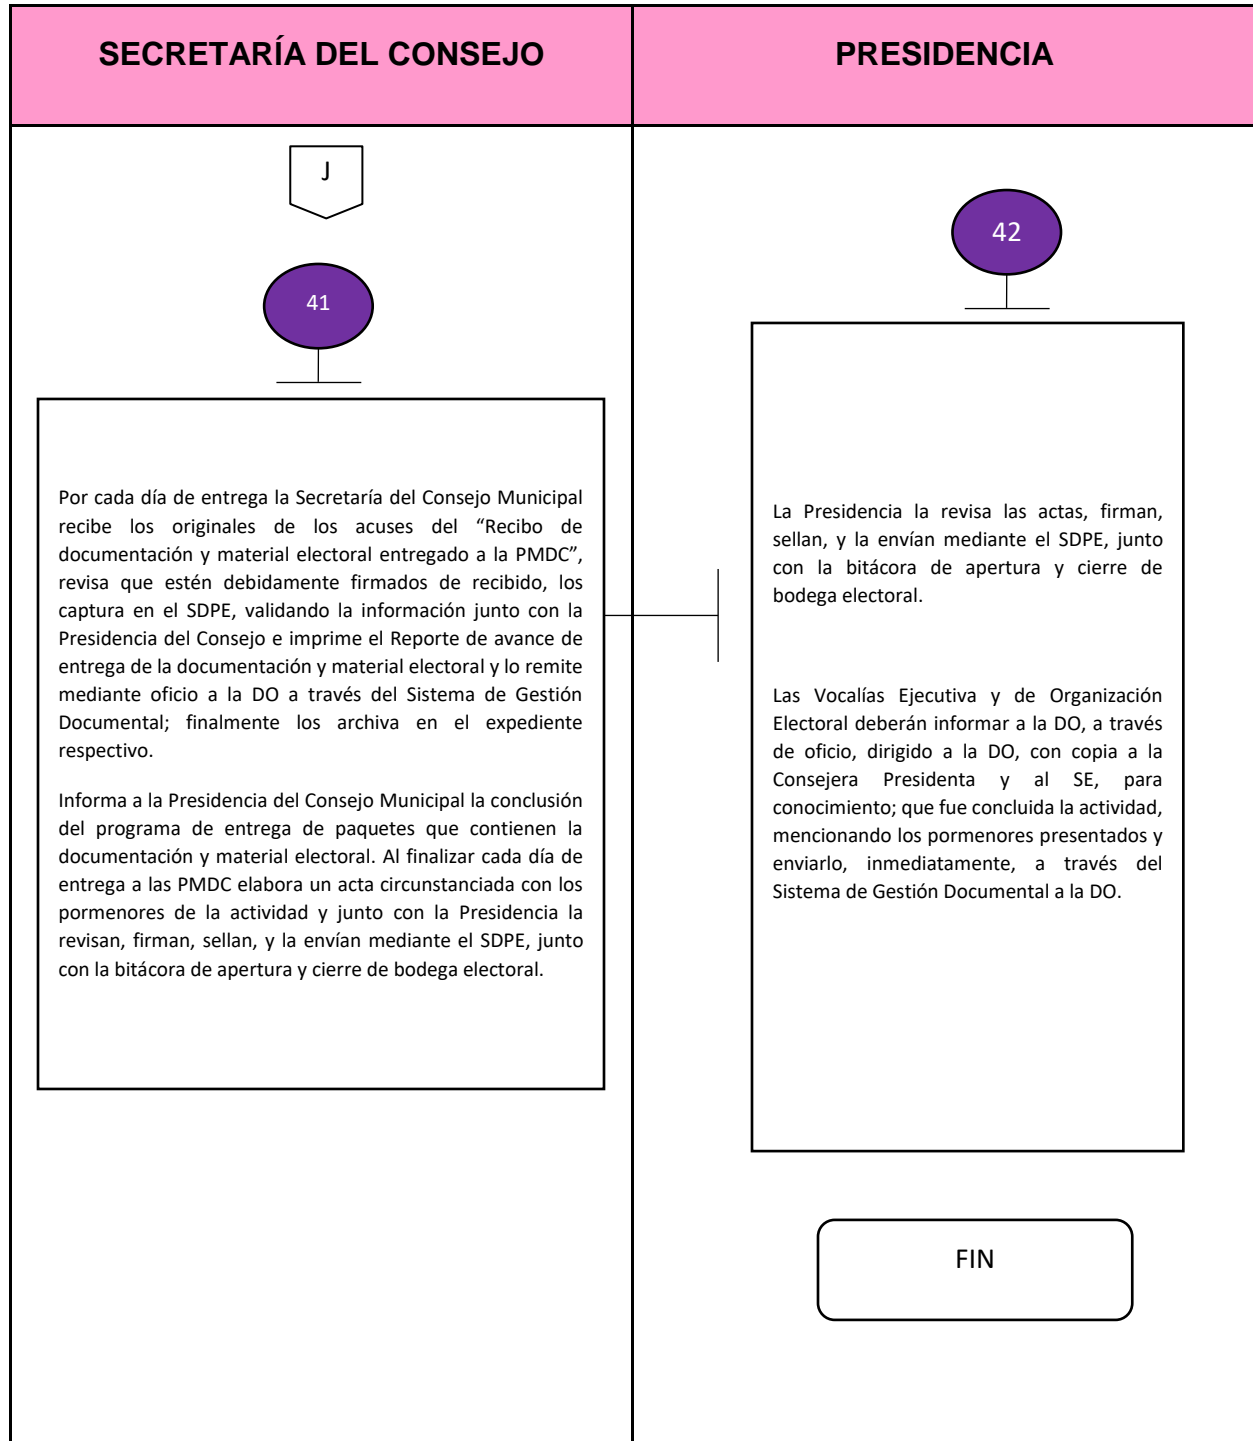 SECRETARÍA DEL CONSEJO
PRESIDENCIA
J
41
Por cada día de entrega la Secretaría del Consejo Municipal
recibe los originales de los acuses del “Recibo de
documentación y material electoral entregado a la PMDC”,
revisa que estén debidamente firmados de recibido, los
captura en el SDPE, validando la información junto con la
Presidencia del Consejo e imprime el Reporte de avance de
entrega de la documentación y material electoral y lo remite
mediante oficio a la DO a través del Sistema de Gestión
Documental; finalmente los archiva en el expediente
respectivo.
Informa a la Presidencia del Consejo Municipal la conclusión
del programa de entrega de paquetes que contienen la
documentación y material electoral. Al finalizar cada día de
entrega a las PMDC elabora un acta circunstanciada con los
pormenores de la actividad y junto con la Presidencia la
revisan, firman, sellan, y la envían mediante el SDPE, junto
con la bitácora de apertura y cierre de bodega electoral.
42
La Presidencia la revisa las actas, firman,
sellan, y la envían mediante el SDPE, junto
con la bitácora de apertura y cierre de
bodega electoral.
Las Vocalías Ejecutiva y de Organización
Electoral deberán informar a la DO, a través
de oficio, dirigido a la DO, con copia a la
Consejera Presidenta y al SE, para
conocimiento; que fue concluida la actividad,
mencionando los pormenores presentados y
enviarlo, inmediatamente, a través del
Sistema de Gestión Documental a la DO.
FIN